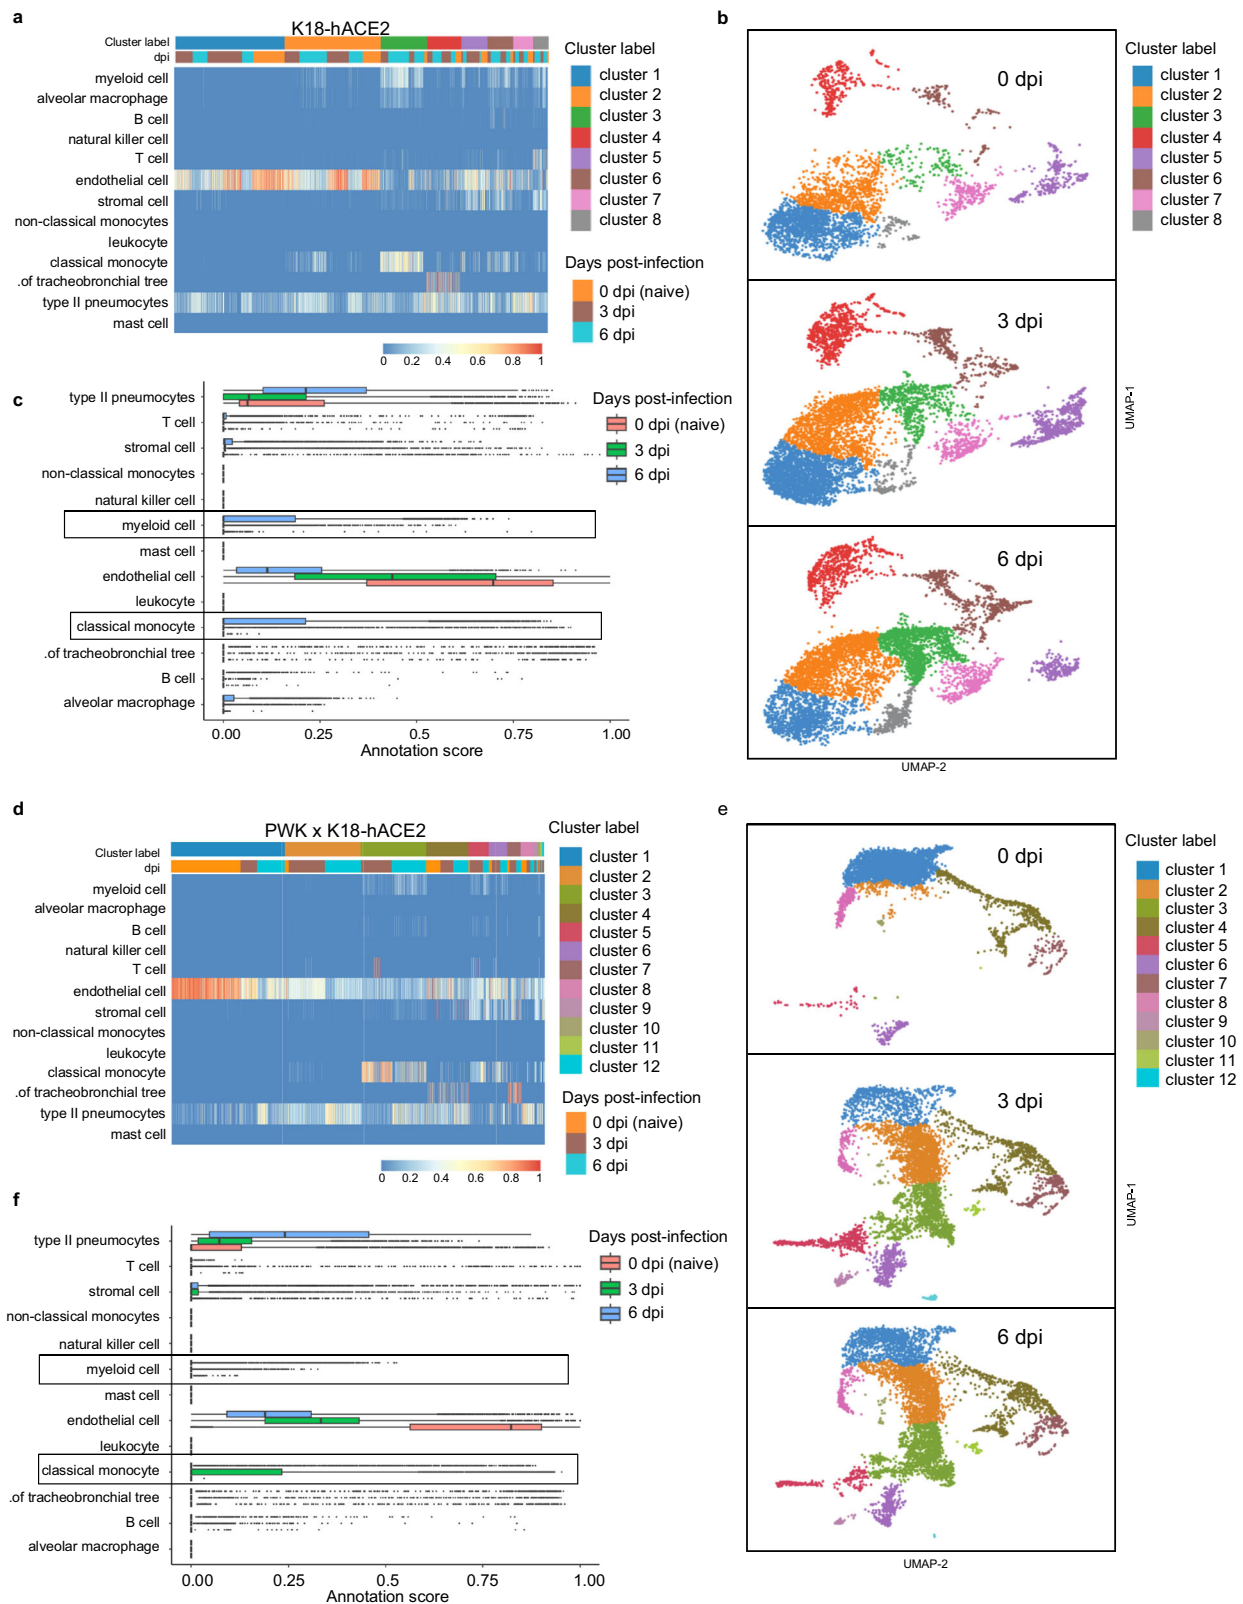 a
K18-hACE2
Cluster label
dpi
myeloid cell
alveolar macrophage
B cell
natural killer cell
T cell
endothelial cell
stromal cell
non-classical monocytes
leukocyte
classical monocyte
.of tracheobronchial tree
type II pneumocytes
mast cell
0 0.2 0.4 0.6 0.8 1
Cluster label
cluster 1
cluster 2
cluster 3
cluster 4
cluster 5
cluster 6
cluster 7
cluster 8
Days post-infection
0 dpi (naive)
3 dpi
6 dpi
b
0 dpi
3 dpi
6 dpi
UMAP-1
UMAP-2
Cluster label
cluster 1
cluster 2
cluster 3
cluster 4
cluster 5
cluster 6
cluster 7
cluster 8
c
type II pneumocytes
T cell
stromal cell
non-classical monocytes
natural killer cell
myeloid cell
mast cell
endothelial cell
leukocyte
classical monocyte
.of tracheobronchial tree
B cell
alveolar macrophage
0.00 0.25 0.50 0.75 1.00
Annotation score
Days post-infection
0 dpi (naive)
3 dpi
6 dpi
d
PWK x K18-hACE2
Cluster label
dpi
myeloid cell
alveolar macrophage
B cell
natural killer cell
T cell
endothelial cell
stromal cell
non-classical monocytes
leukocyte
classical monocyte
.of tracheobronchial tree
type II pneumocytes
mast cell
0 0.2 0.4 0.6 0.8 1
Cluster label
cluster 1
cluster 2
cluster 3
cluster 4
cluster 5
cluster 6
cluster 7
cluster 8
cluster 9
cluster 10
cluster 11
cluster 12
Days post-infection
0 dpi (naive)
3 dpi
6 dpi
e
0 dpi
3 dpi
6 dpi
UMAP-1
UMAP-2
Cluster label
cluster 1
cluster 2
cluster 3
cluster 4
cluster 5
cluster 6
cluster 7
cluster 8
cluster 9
cluster 10
cluster 11
cluster 12
f
type II pneumocytes
T cell
stromal cell
non-classical monocytes
natural killer cell
myeloid cell
mast cell
endothelial cell
leukocyte
classical monocyte
.of tracheobronchial tree
B cell
alveolar macrophage
0.00 0.25 0.50 0.75 1.00
Annotation score
Days post-infection
0 dpi (naive)
3 dpi
6 dpi